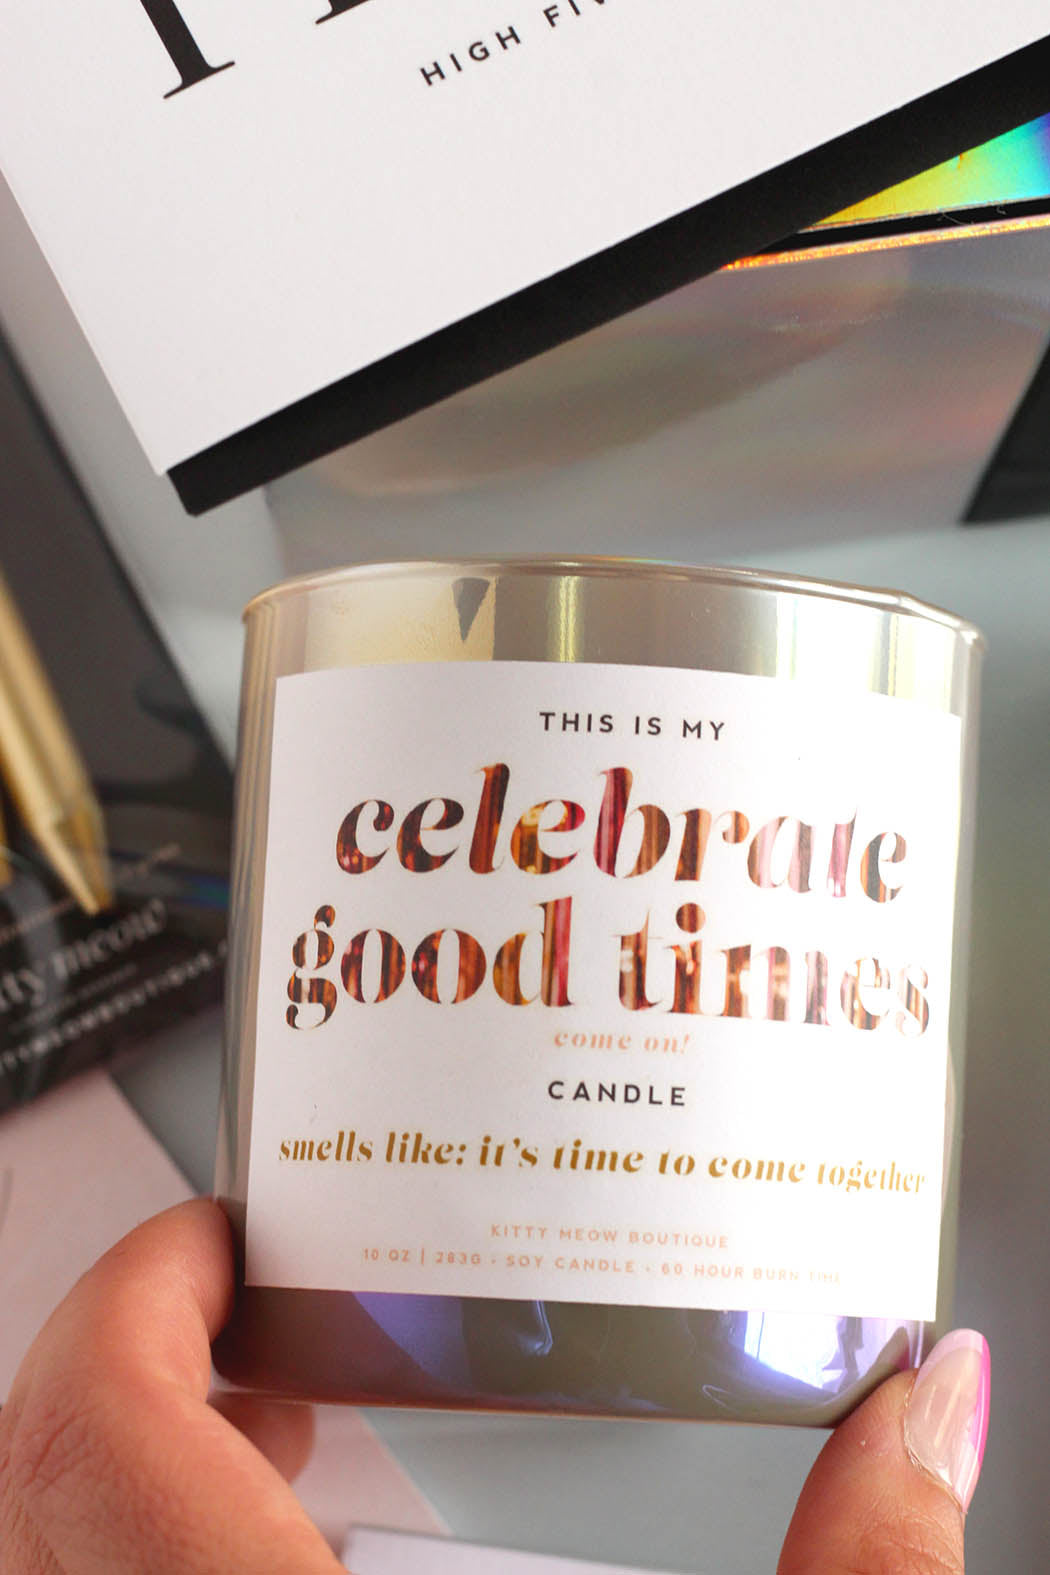 HIGH FIV
THIS IS MY
celebrate
good times
come on!
CANDLE
smells like: it's time to come together
KITTY MEOW BOUTIQUE
10 OZ | 283G • SOY CANDLE • 60 HOUR BURN TIME
meow